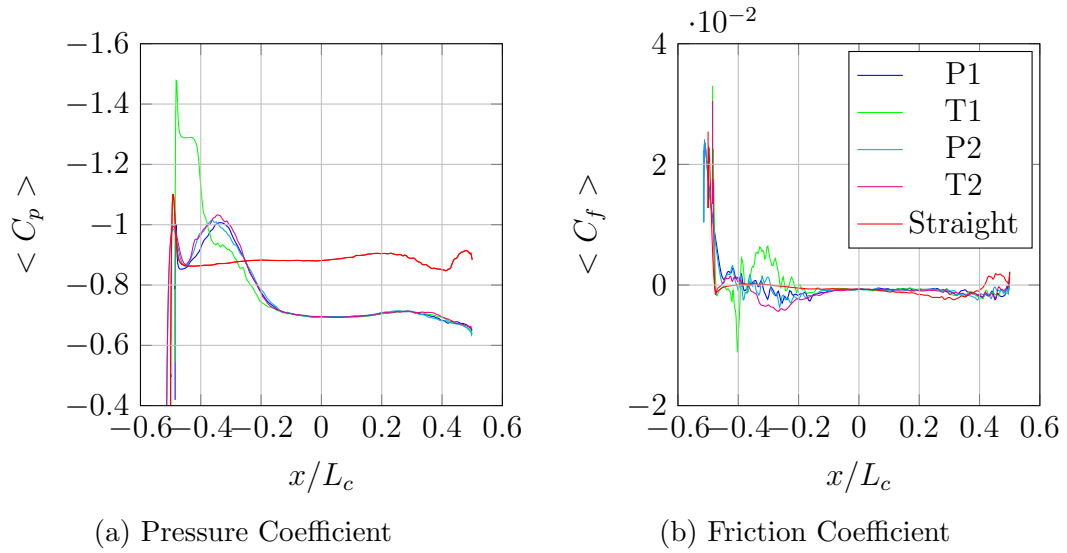 −1.6
−1.4
−1.2
−1
−0.8
−0.6
−0.4
−0.6 −0.4 −0.2 0 0.2 0.4 0.6
< C_p >
x/L_c
(a) Pressure Coefficient
·10^−2
4
2
0
−2
−0.6 −0.4 −0.2 0 0.2 0.4 0.6
< C_f >
x/L_c
P1
T1
P2
T2
Straight
(b) Friction Coefficient